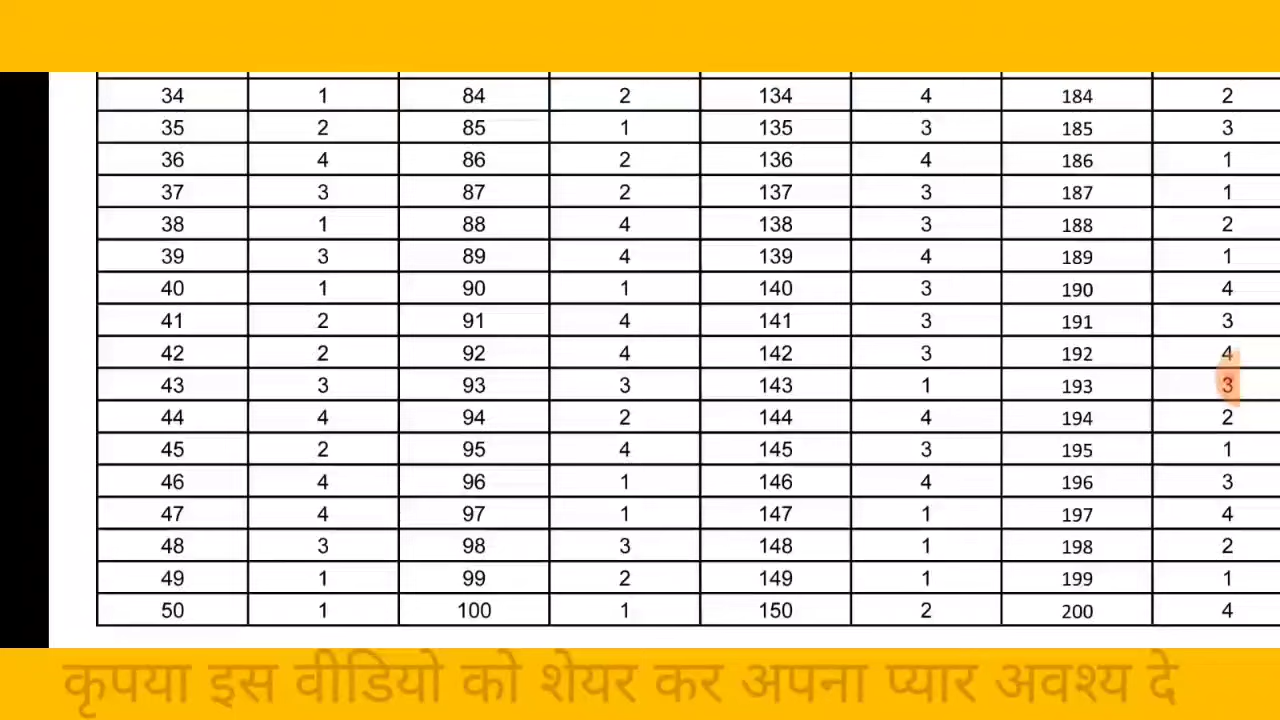 34 1 84 2 134 4 184 2
35 2 85 1 135 3 185 3
36 4 86 2 136 4 186 1
37 3 87 2 137 3 187 1
38 1 88 4 138 3 188 2
39 3 89 4 139 4 189 1
40 1 90 1 140 3 190 4
41 2 91 4 141 3 191 3
42 2 92 4 142 3 192 4
43 3 93 3 143 1 193 3
44 4 94 2 144 4 194 2
45 2 95 4 145 3 195 1
46 4 96 1 146 4 196 3
47 4 97 1 147 1 197 4
48 3 98 3 148 1 198 2
49 1 99 2 149 1 199 1
50 1 100 1 150 2 200 4
कृपया इस वीडियो को शेयर कर अपना प्यार अवश्य दे